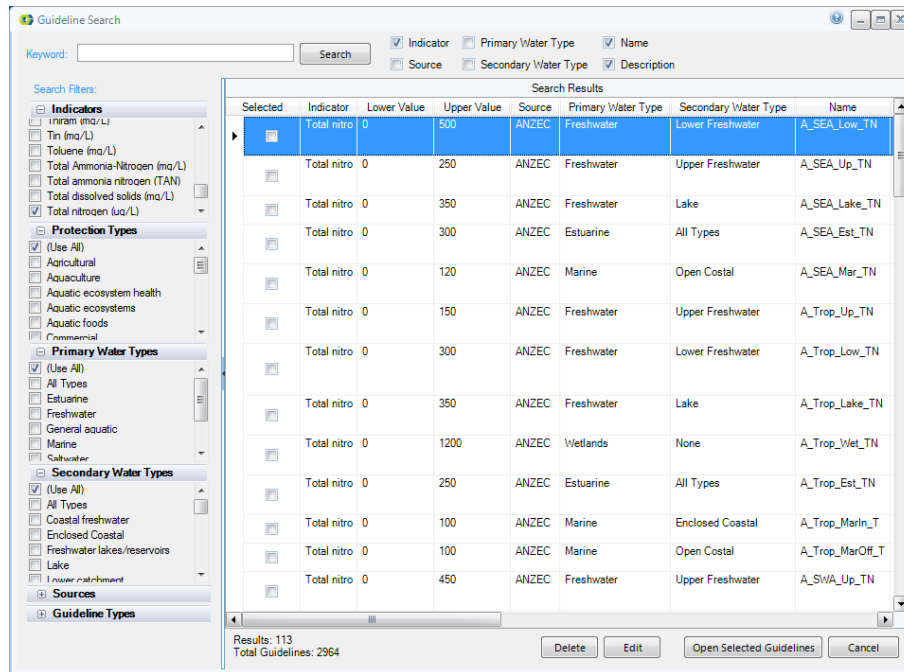 Guideline Search
Keyword: Search
Indicator Primary Water Type Name
Source Secondary Water Type Description
Search Filters:
Indicators
Thiram (mg/L)
Tin (mg/L)
Toluene (mg/L)
Total Ammonia-Nitrogen (mg/L)
Total ammonia nitrogen (TAN)
Total dissolved solids (mg/L)
Total nitrogen (ug/L)
Protection Types
(Use All)
Agricultural
Aquaculture
Aquatic ecosystem health
Aquatic ecosystems
Aquatic foods
Commercial
Primary Water Types
(Use All)
All Types
Estuarine
Freshwater
General aquatic
Marine
Saltwater
Secondary Water Types
(Use All)
All Types
Coastal freshwater
Enclosed Coastal
Freshwater lakes/reservoirs
Lake
Lower catchment
Sources
Guideline Types
Search Results
Selected Indicator Lower Value Upper Value Source Primary Water Type Secondary Water Type Name
Total nitro 0 500 ANZEC Freshwater Lower Freshwater A_SEA_Low_TN
Total nitro 0 250 ANZEC Freshwater Upper Freshwater A_SEA_Up_TN
Total nitro 0 350 ANZEC Freshwater Lake A_SEA_Lake_TN
Total nitro 0 300 ANZEC Estuarine All Types A_SEA_Est_TN
Total nitro 0 120 ANZEC Marine Open Costal A_SEA_Mar_TN
Total nitro 0 150 ANZEC Freshwater Upper Freshwater A_Trop_Up_TN
Total nitro 0 300 ANZEC Freshwater Lower Freshwater A_Trop_Low_TN
Total nitro 0 350 ANZEC Freshwater Lake A_Trop_Lake_TN
Total nitro 0 1200 ANZEC Wetlands None A_Trop_Wet_TN
Total nitro 0 250 ANZEC Estuarine All Types A_Trop_Est_TN
Total nitro 0 100 ANZEC Marine Enclosed Coastal A_Trop_MarIn_T
Total nitro 0 100 ANZEC Marine Open Costal A_Trop_MarOff_T
Total nitro 0 450 ANZEC Freshwater Upper Freshwater A_SWA_Up_TN
Results: 113
Total Guidelines: 2964
Delete Edit Open Selected Guidelines Cancel